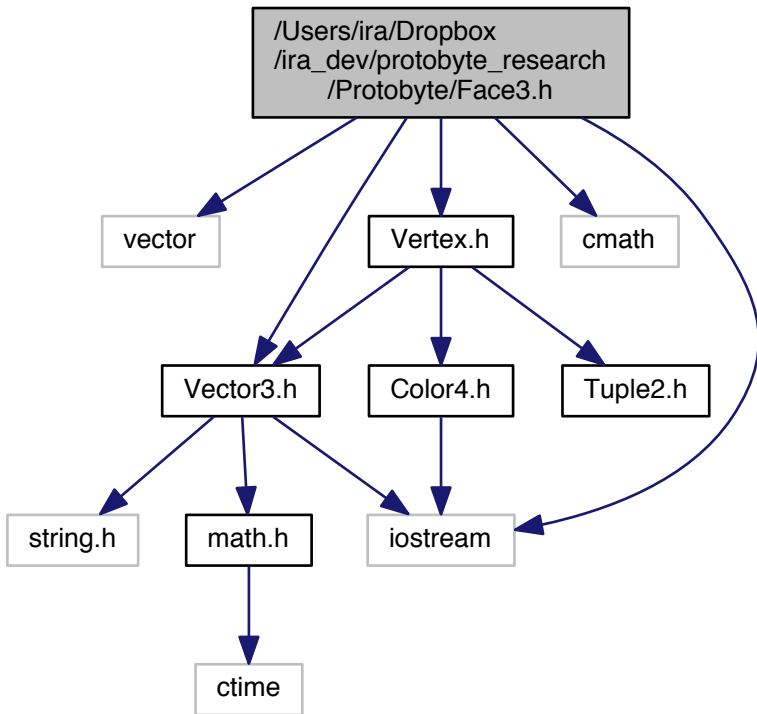 /Users/ira/Dropbox
/ira_dev/protobyte_research
/Protobyte/Face3.h
vector
Vertex.h
cmath
Vector3.h
Color4.h
Tuple2.h
string.h
math.h
iostream
ctime